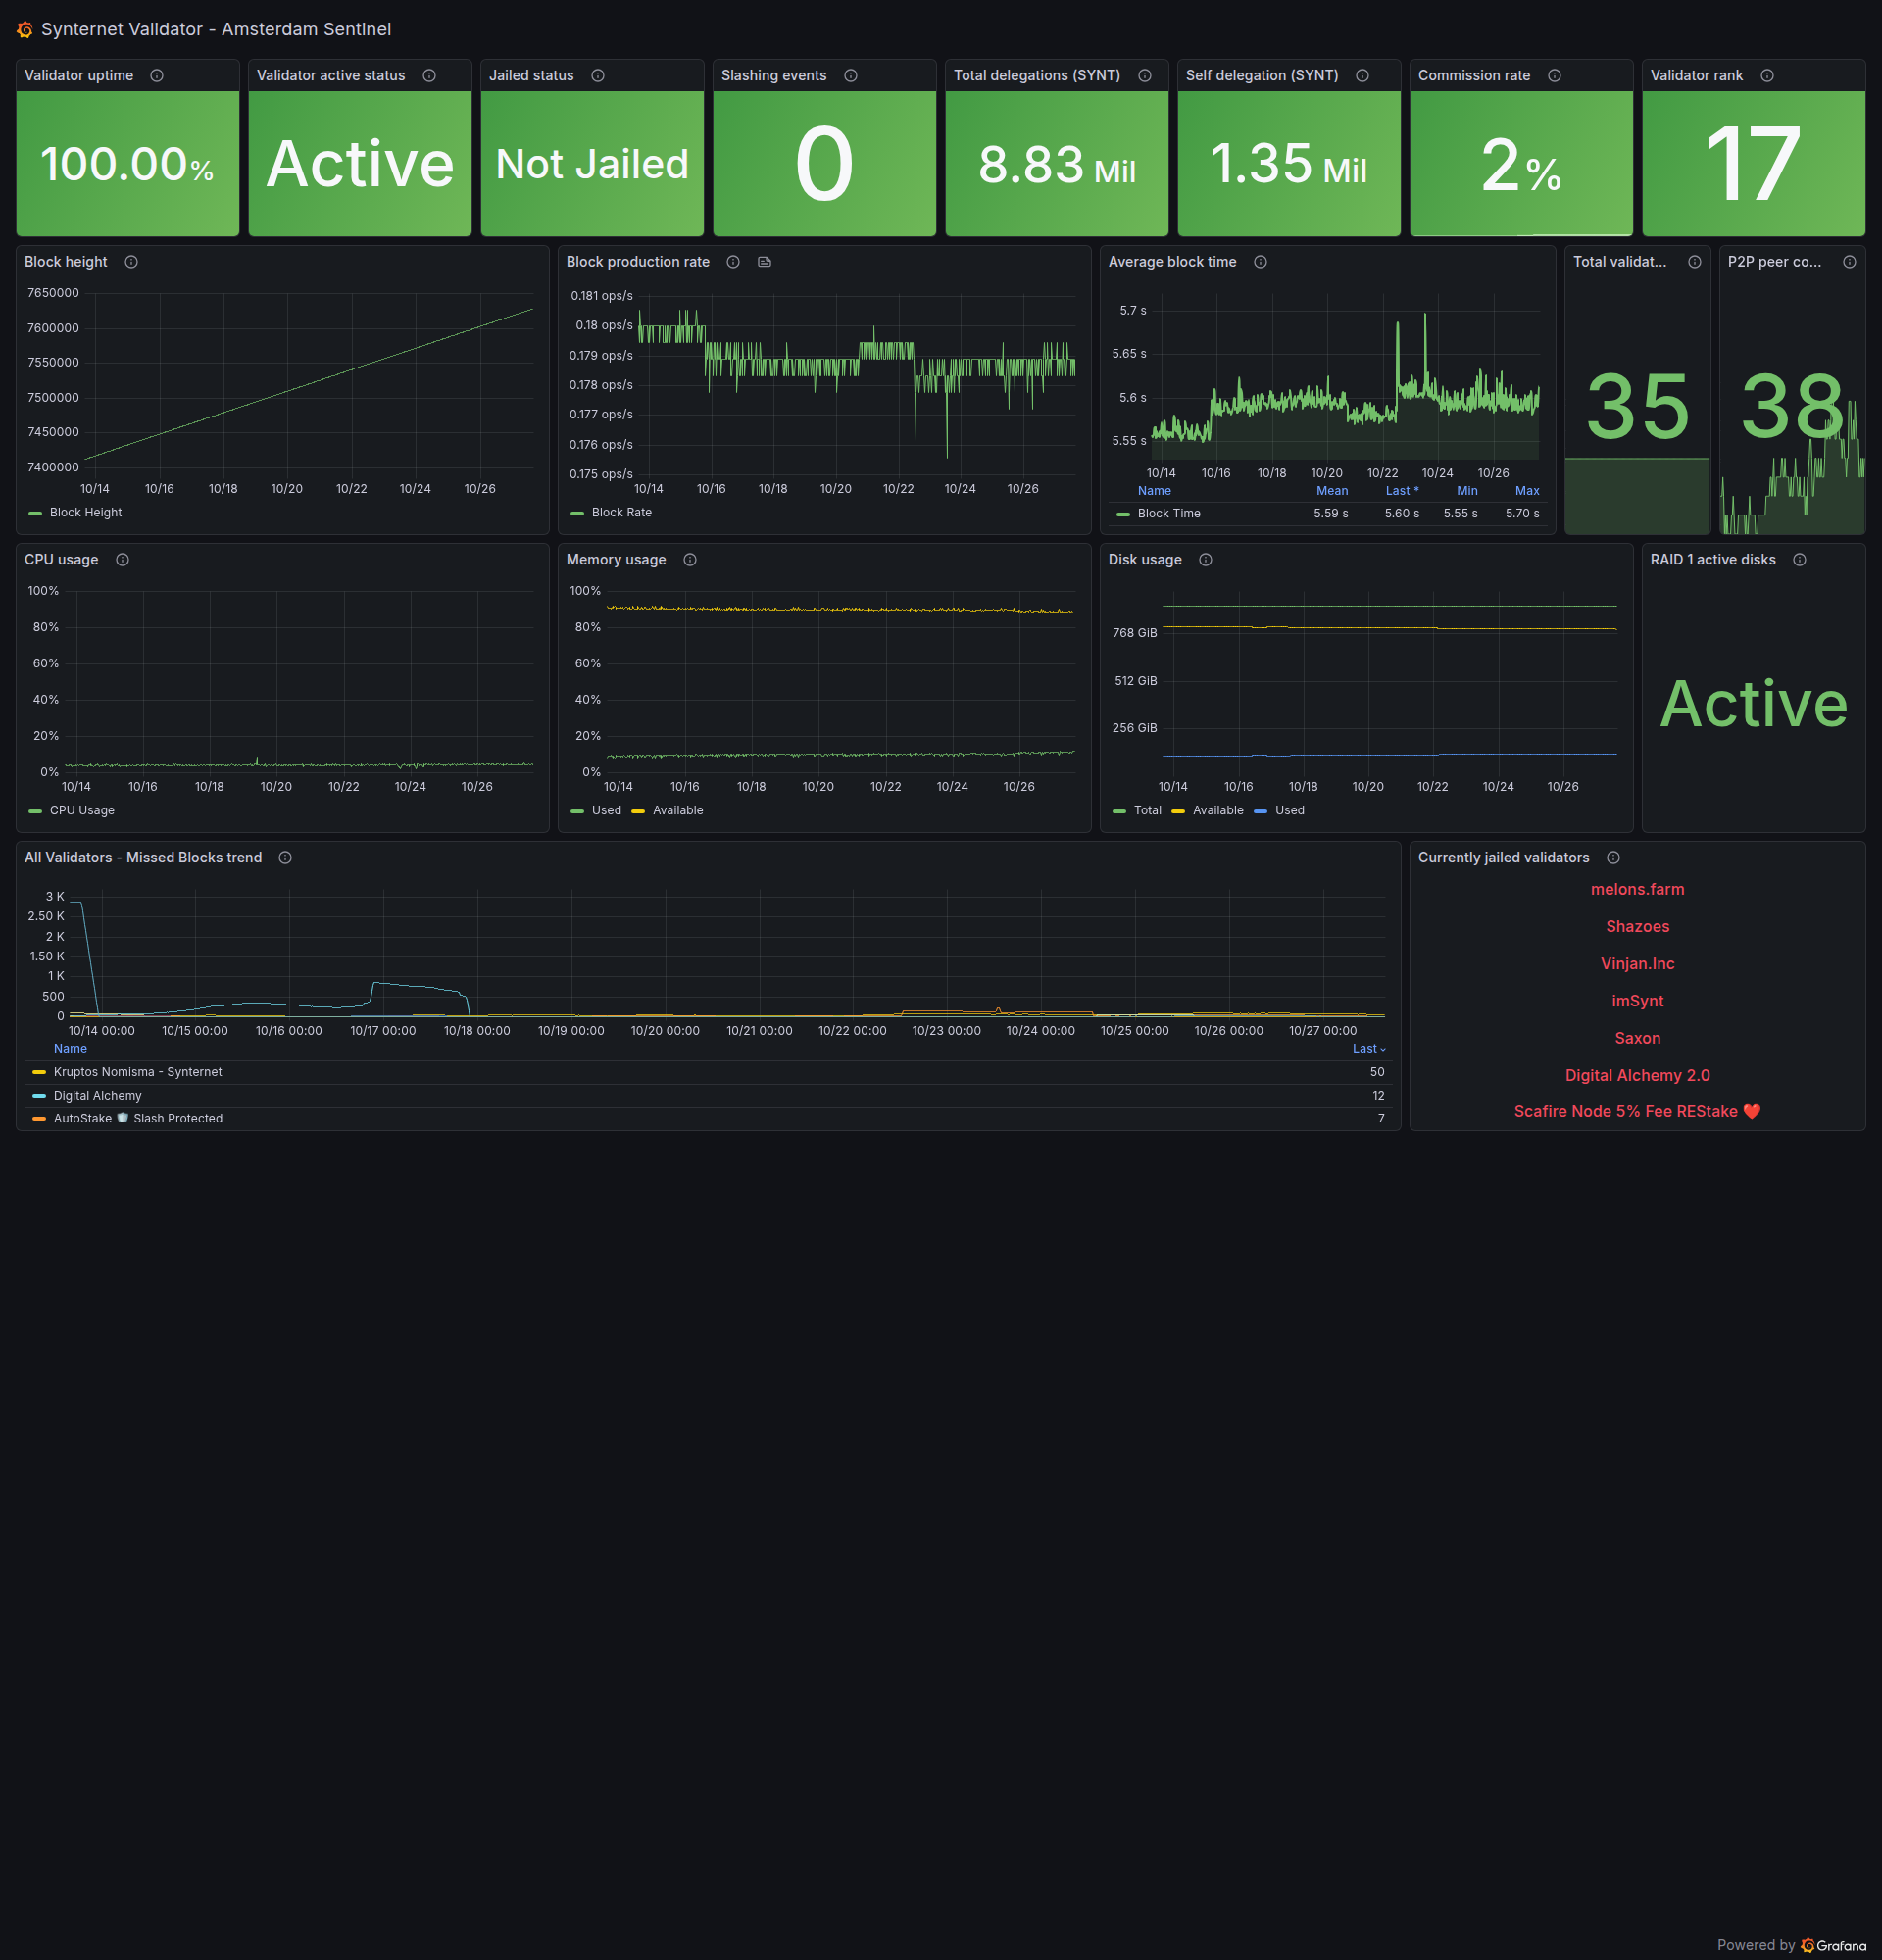 Synternet Validator - Amsterdam Sentinel
Validator uptime
100.00%
Validator active status
Active
Jailed status
Not Jailed
Slashing events
0
Total delegations (SYNT)
8.83 Mil
Self delegation (SYNT)
1.35 Mil
Commission rate
2%
Validator rank
17
Block height
7650000
7600000
7550000
7500000
7450000
7400000
10/14 10/16 10/18 10/20 10/22 10/24 10/26
Block Height
Block production rate
0.181 ops/s
0.18 ops/s
0.179 ops/s
0.178 ops/s
0.177 ops/s
0.176 ops/s
0.175 ops/s
10/14 10/16 10/18 10/20 10/22 10/24 10/26
Block Rate
Average block time
5.7 s
5.65 s
5.6 s
5.55 s
10/14 10/16 10/18 10/20 10/22 10/24 10/26
Name Mean Last * Min Max
Block TIme 5.59 s 5.60 s 5.55 s 5.70 s
Total validat...
35
P2P peer co...
38
CPU usage
100%
80%
60%
40%
20%
0%
10/14 10/16 10/18 10/20 10/22 10/24 10/26
CPU Usage
Memory usage
100%
80%
60%
40%
20%
0%
10/14 10/16 10/18 10/20 10/22 10/24 10/26
Used Available
Disk usage
768 GiB
512 GiB
256 GiB
10/14 10/16 10/18 10/20 10/22 10/24 10/26
Total Available Used
RAID 1 active disks
Active
All Validators - Missed Blocks trend
3 K
2.50 K
2 K
1.50 K
1 K
500
0
10/14 00:00 10/15 00:00 10/16 00:00 10/17 00:00 10/18 00:00 10/19 00:00 10/20 00:00 10/21 00:00 10/22 00:00 10/23 00:00 10/24 00:00 10/25 00:00 10/26 00:00 10/27 00:00
Name Last
Kruptos Nomisma - Synternet 50
Digital Alchemy 12
AutoStake 🛡️ Slash Protected 7
Currently jailed validators
melons.farm
Shazoes
Vinjan.Inc
imSynt
Saxon
Digital Alchemy 2.0
Scafire Node 5% Fee REStake ❤️
Powered by Grafana